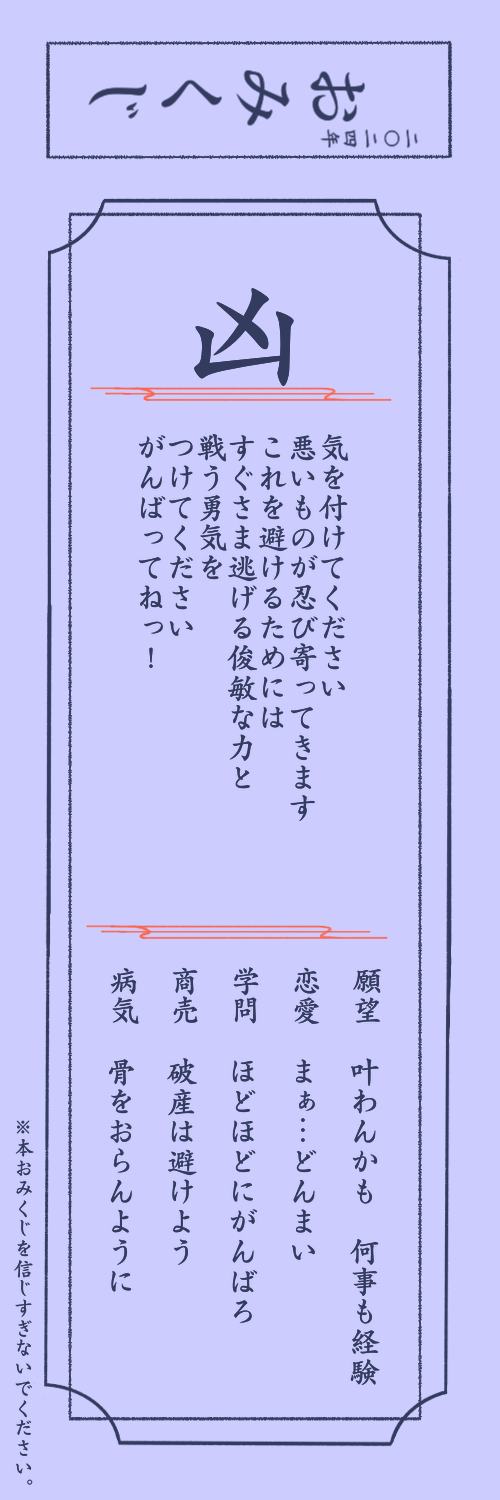 おみくじ
二〇二四年
凶
気を付けてください
悪いものが忍び寄ってきます
これを避けるためには
すぐさま逃げる俊敏な力と
戦う勇気を
つけてください
がんばってねっ！
願望　叶わんかも　何事も経験
恋愛　まぁ…どんまい
学問　ほどほどにがんばろ
商売　破産は避けよう
病気　骨をおらんように
※本おみくじを信じすぎないでください。